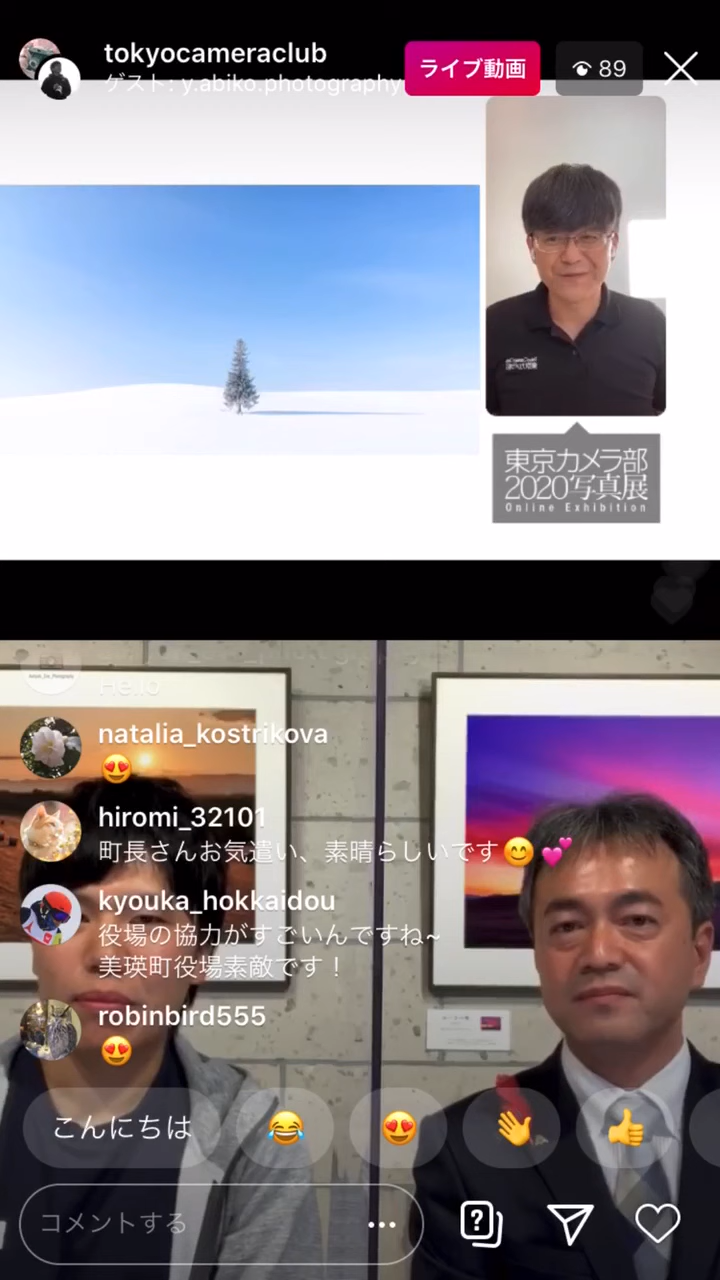 tokyocameraclub
ゲスト: y.abiko.photography
ライブ動画
89
東京カメラ部
2020写真展
Online Exhibition
Hello
natalia_kostrikova
😍
hiromi_32101
町長さんお気遣い、素晴らしいです😊💕
kyouka_hokkaidou
役場の協力がすごいんですね~
美瑛町役場素敵です！
robinbird555
😍
こんにちは
😂
😍
👋
👍
コメントする